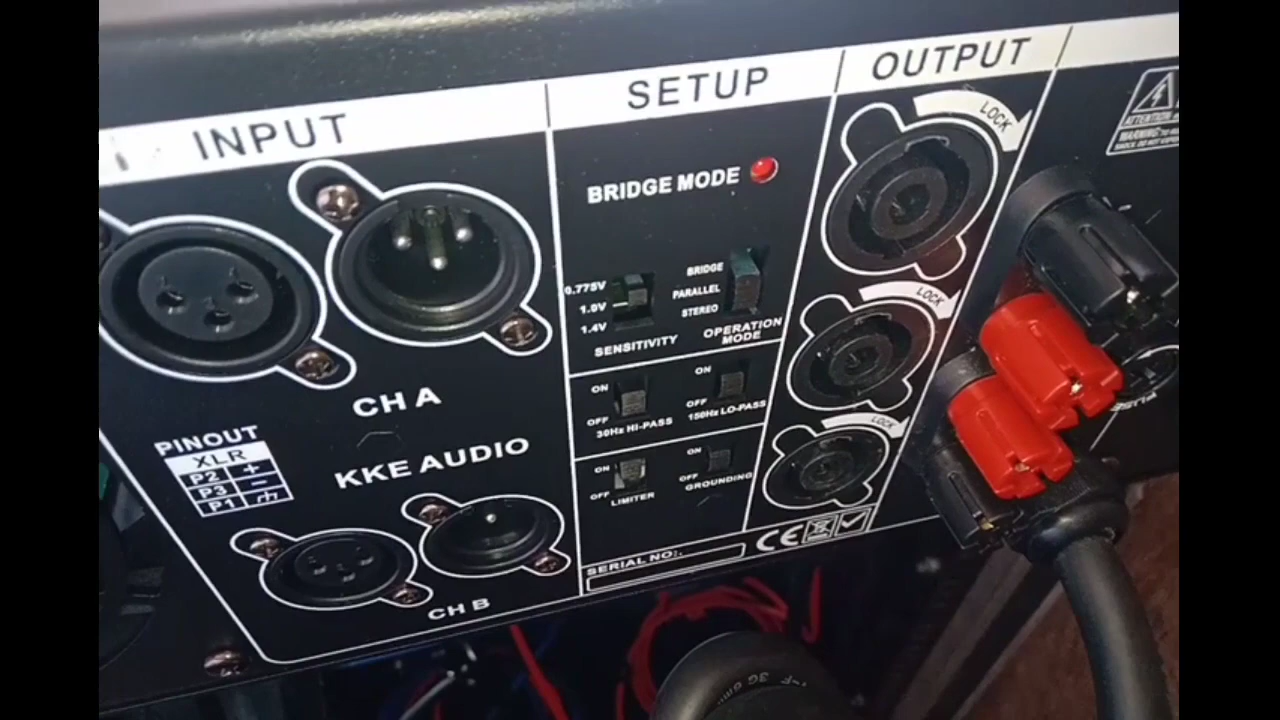 INPUT
SETUP
OUTPUT
LOCK
BRIDGE MODE
0.775V
1.0V
1.4V
SENSITIVITY
BRIDGE
PARALLEL
STEREO
OPERATION
MODE
LOCK
ON
OFF
30Hz HI-PASS
ON
OFF
150Hz LO-PASS
LOCK
ON
OFF
LIMITER
ON
OFF
GROUNDING
CH A
PINOUT
XLR
P2 +
P3 −
P1
KKE AUDIO
CH B
SERIAL NO:.
CE